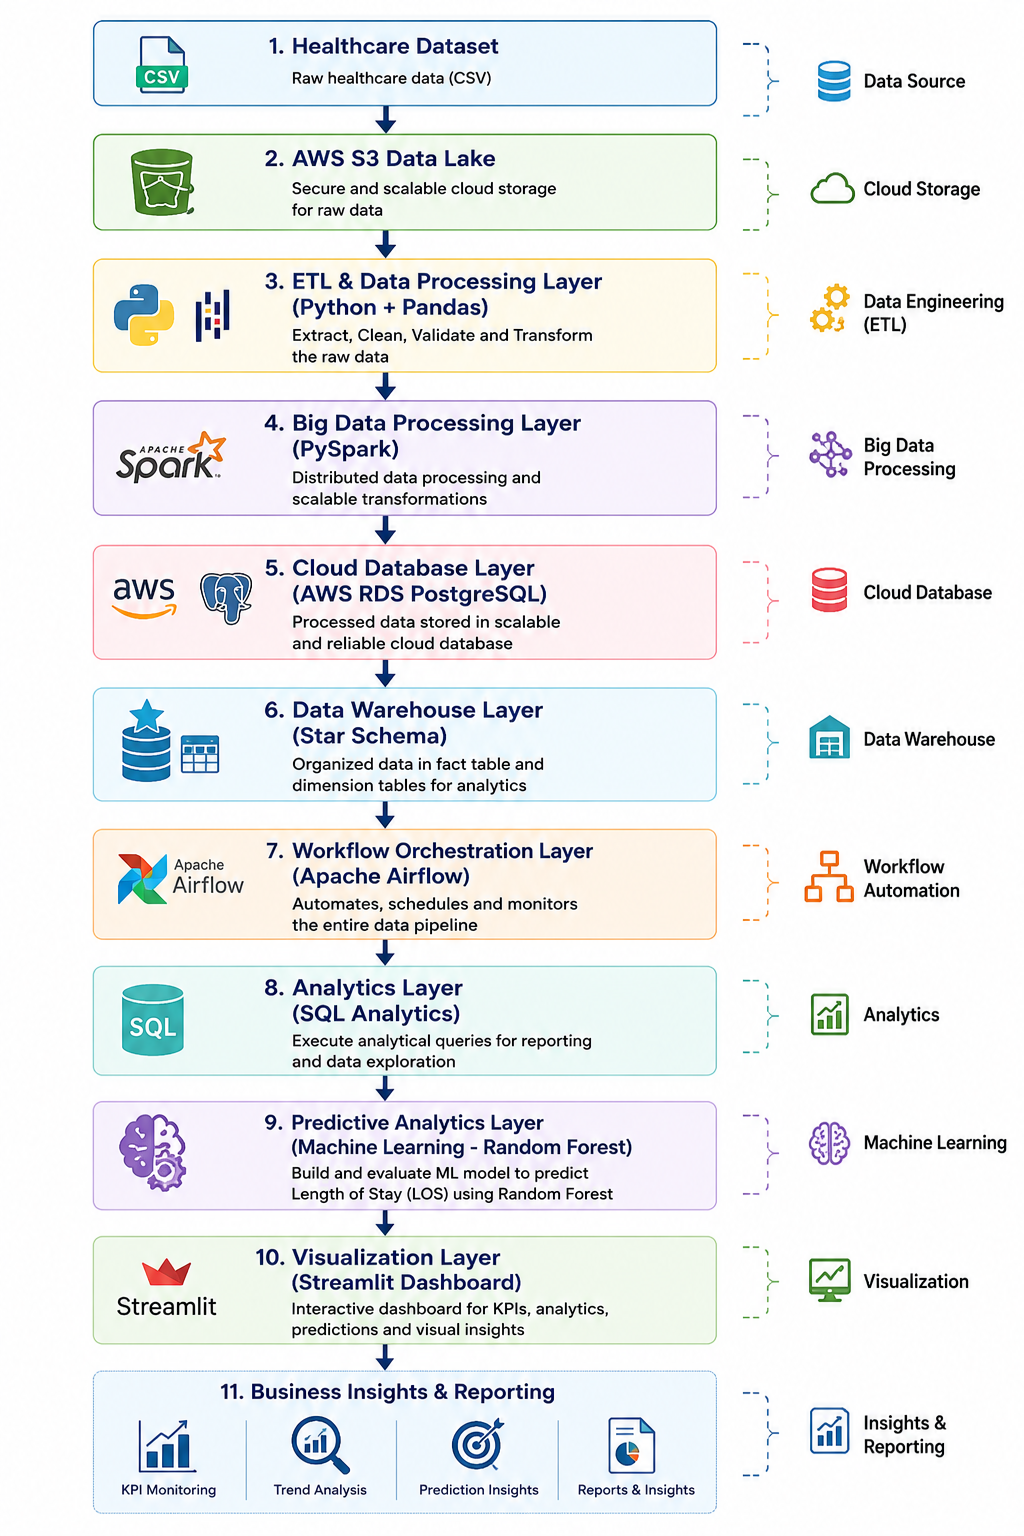 1. Healthcare Dataset
CSV
Raw healthcare data (CSV)
Data Source
2. AWS S3 Data Lake
Secure and scalable cloud storage
for raw data
Cloud Storage
3. ETL & Data Processing Layer
(Python + Pandas)
Extract, Clean, Validate and Transform
the raw data
Data Engineering
(ETL)
4. Big Data Processing Layer
(PySpark)
APACHE
Spark
Distributed data processing and
scalable transformations
Big Data
Processing
5. Cloud Database Layer
(AWS RDS PostgreSQL)
aws
Processed data stored in scalable
and reliable cloud database
Cloud Database
6. Data Warehouse Layer
(Star Schema)
Organized data in fact table and
dimension tables for analytics
Data Warehouse
7. Workflow Orchestration Layer
(Apache Airflow)
Apache
Airflow
Automates, schedules and monitors
the entire data pipeline
Workflow
Automation
8. Analytics Layer
(SQL Analytics)
SQL
Execute analytical queries for reporting
and data exploration
Analytics
9. Predictive Analytics Layer
(Machine Learning - Random Forest)
Build and evaluate ML model to predict
Length of Stay (LOS) using Random Forest
Machine Learning
10. Visualization Layer
(Streamlit Dashboard)
Streamlit
Interactive dashboard for KPIs, analytics,
predictions and visual insights
Visualization
11. Business Insights & Reporting
KPI Monitoring
Trend Analysis
Prediction Insights
Reports & Insights
Insights &
Reporting